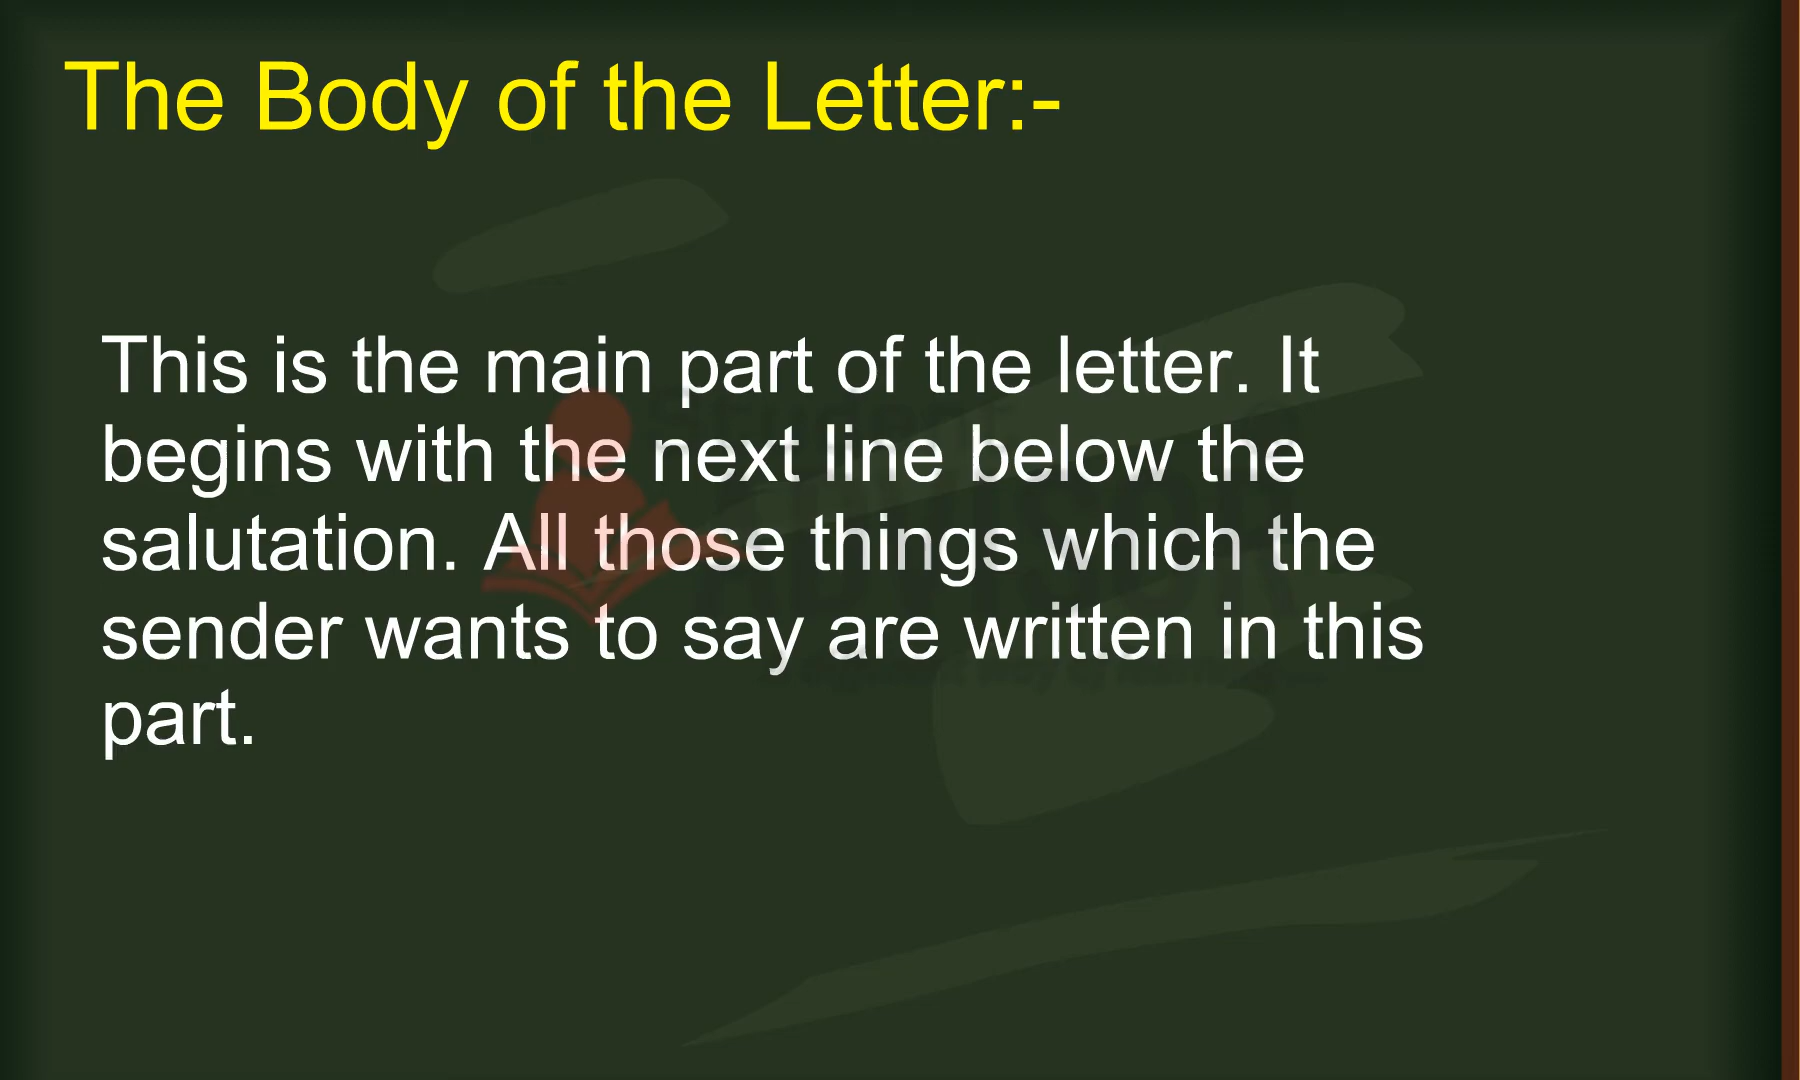 The Body of the Letter:-
This is the main part of the letter. It
begins with the next line below the
salutation. All those things which the
sender wants to say are written in this
part.